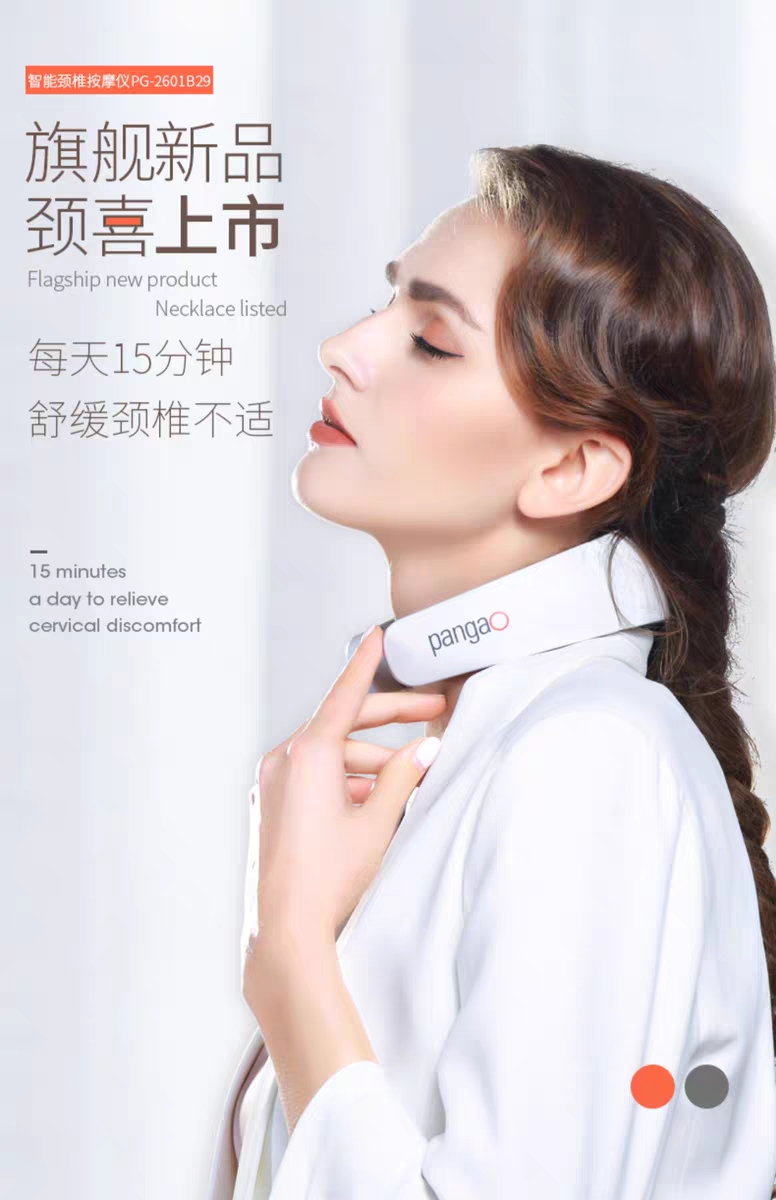 智能颈椎按摩仪PG-2601B29
旗舰新品
颈喜上市
Flagship new product
Necklace listed
每天15分钟
舒缓颈椎不适
15 minutes
a day to relieve
cervical discomfort
pangao